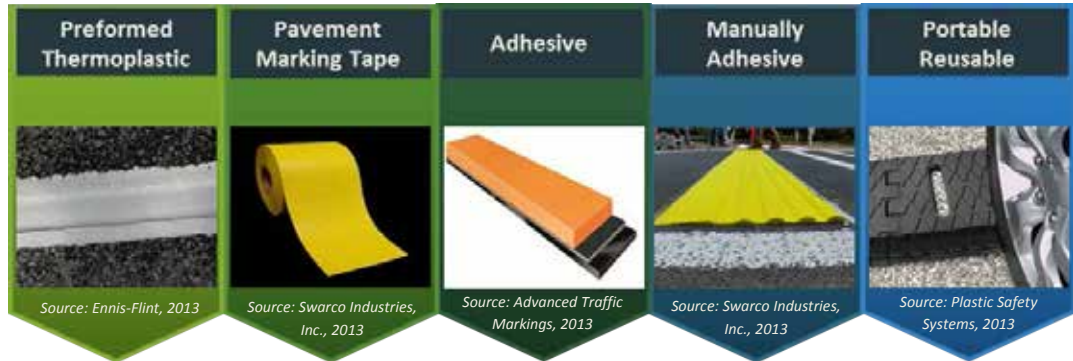 Preformed
Thermoplastic
Pavement
Marking Tape
Adhesive
Manually
Adhesive
Portable
Reusable
Source: Ennis-Flint, 2013
Source: Swarco Industries,
Inc., 2013
Source: Advanced Traffic
Markings, 2013
Source: Swarco Industries,
Inc., 2013
Source: Plastic Safety
Systems, 2013